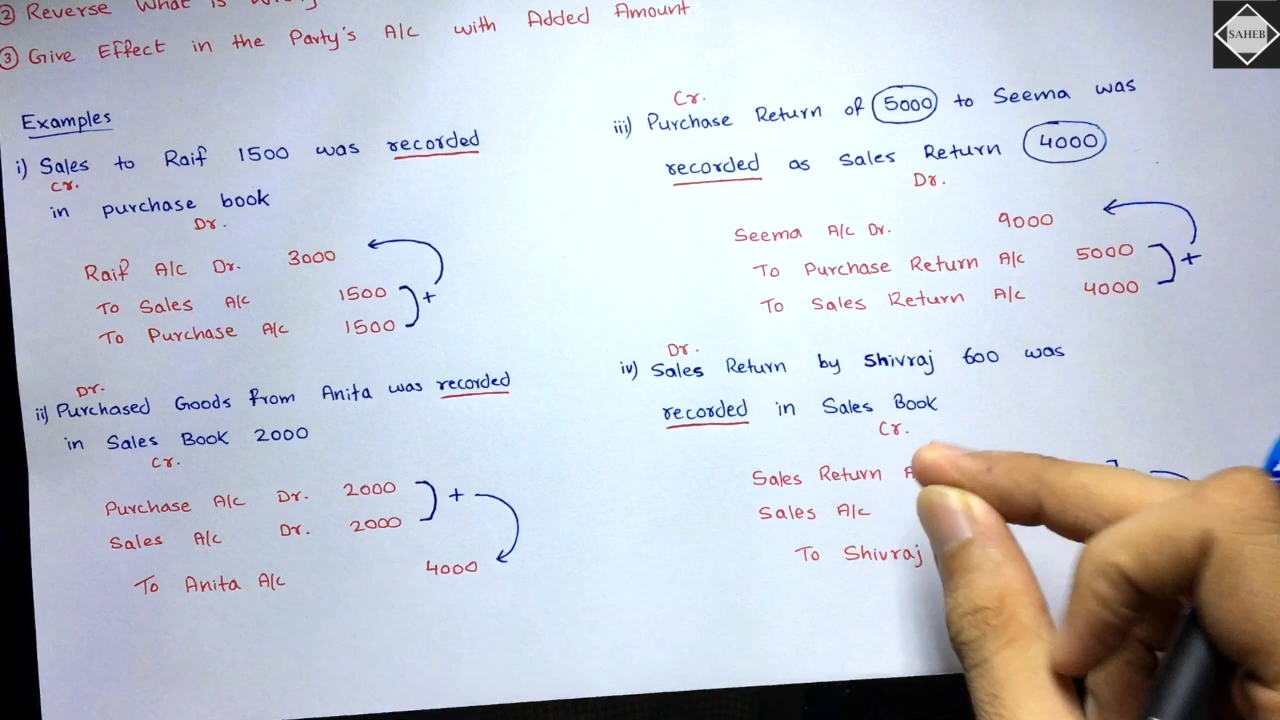 ② Reverse What is
③ Give Effect in the Party's A/c with Added Amount
SAHEB
Examples
i) Sales to Raif 1500 was recorded
Cr.
in purchase book
Dr.
Raif A/c Dr. 3000
To Sales A/c 1500
To Purchase A/c 1500
+
Dr.
ii) Purchased Goods from Anita was recorded
in Sales Book 2000
Cr.
Purchase A/c Dr. 2000
Sales A/c Dr. 2000
+
To Anita A/c 4000
Cr.
iii) Purchase Return of 5000 to Seema was
recorded as Sales Return 4000
Dr.
Seema A/c Dr. 9000
To Purchase Return A/c 5000
To Sales Return A/c 4000
+
Dr.
iv) Sales Return by Shivraj 600 was
recorded in Sales Book
Cr.
Sales Return
Sales A/c
To Shivraj